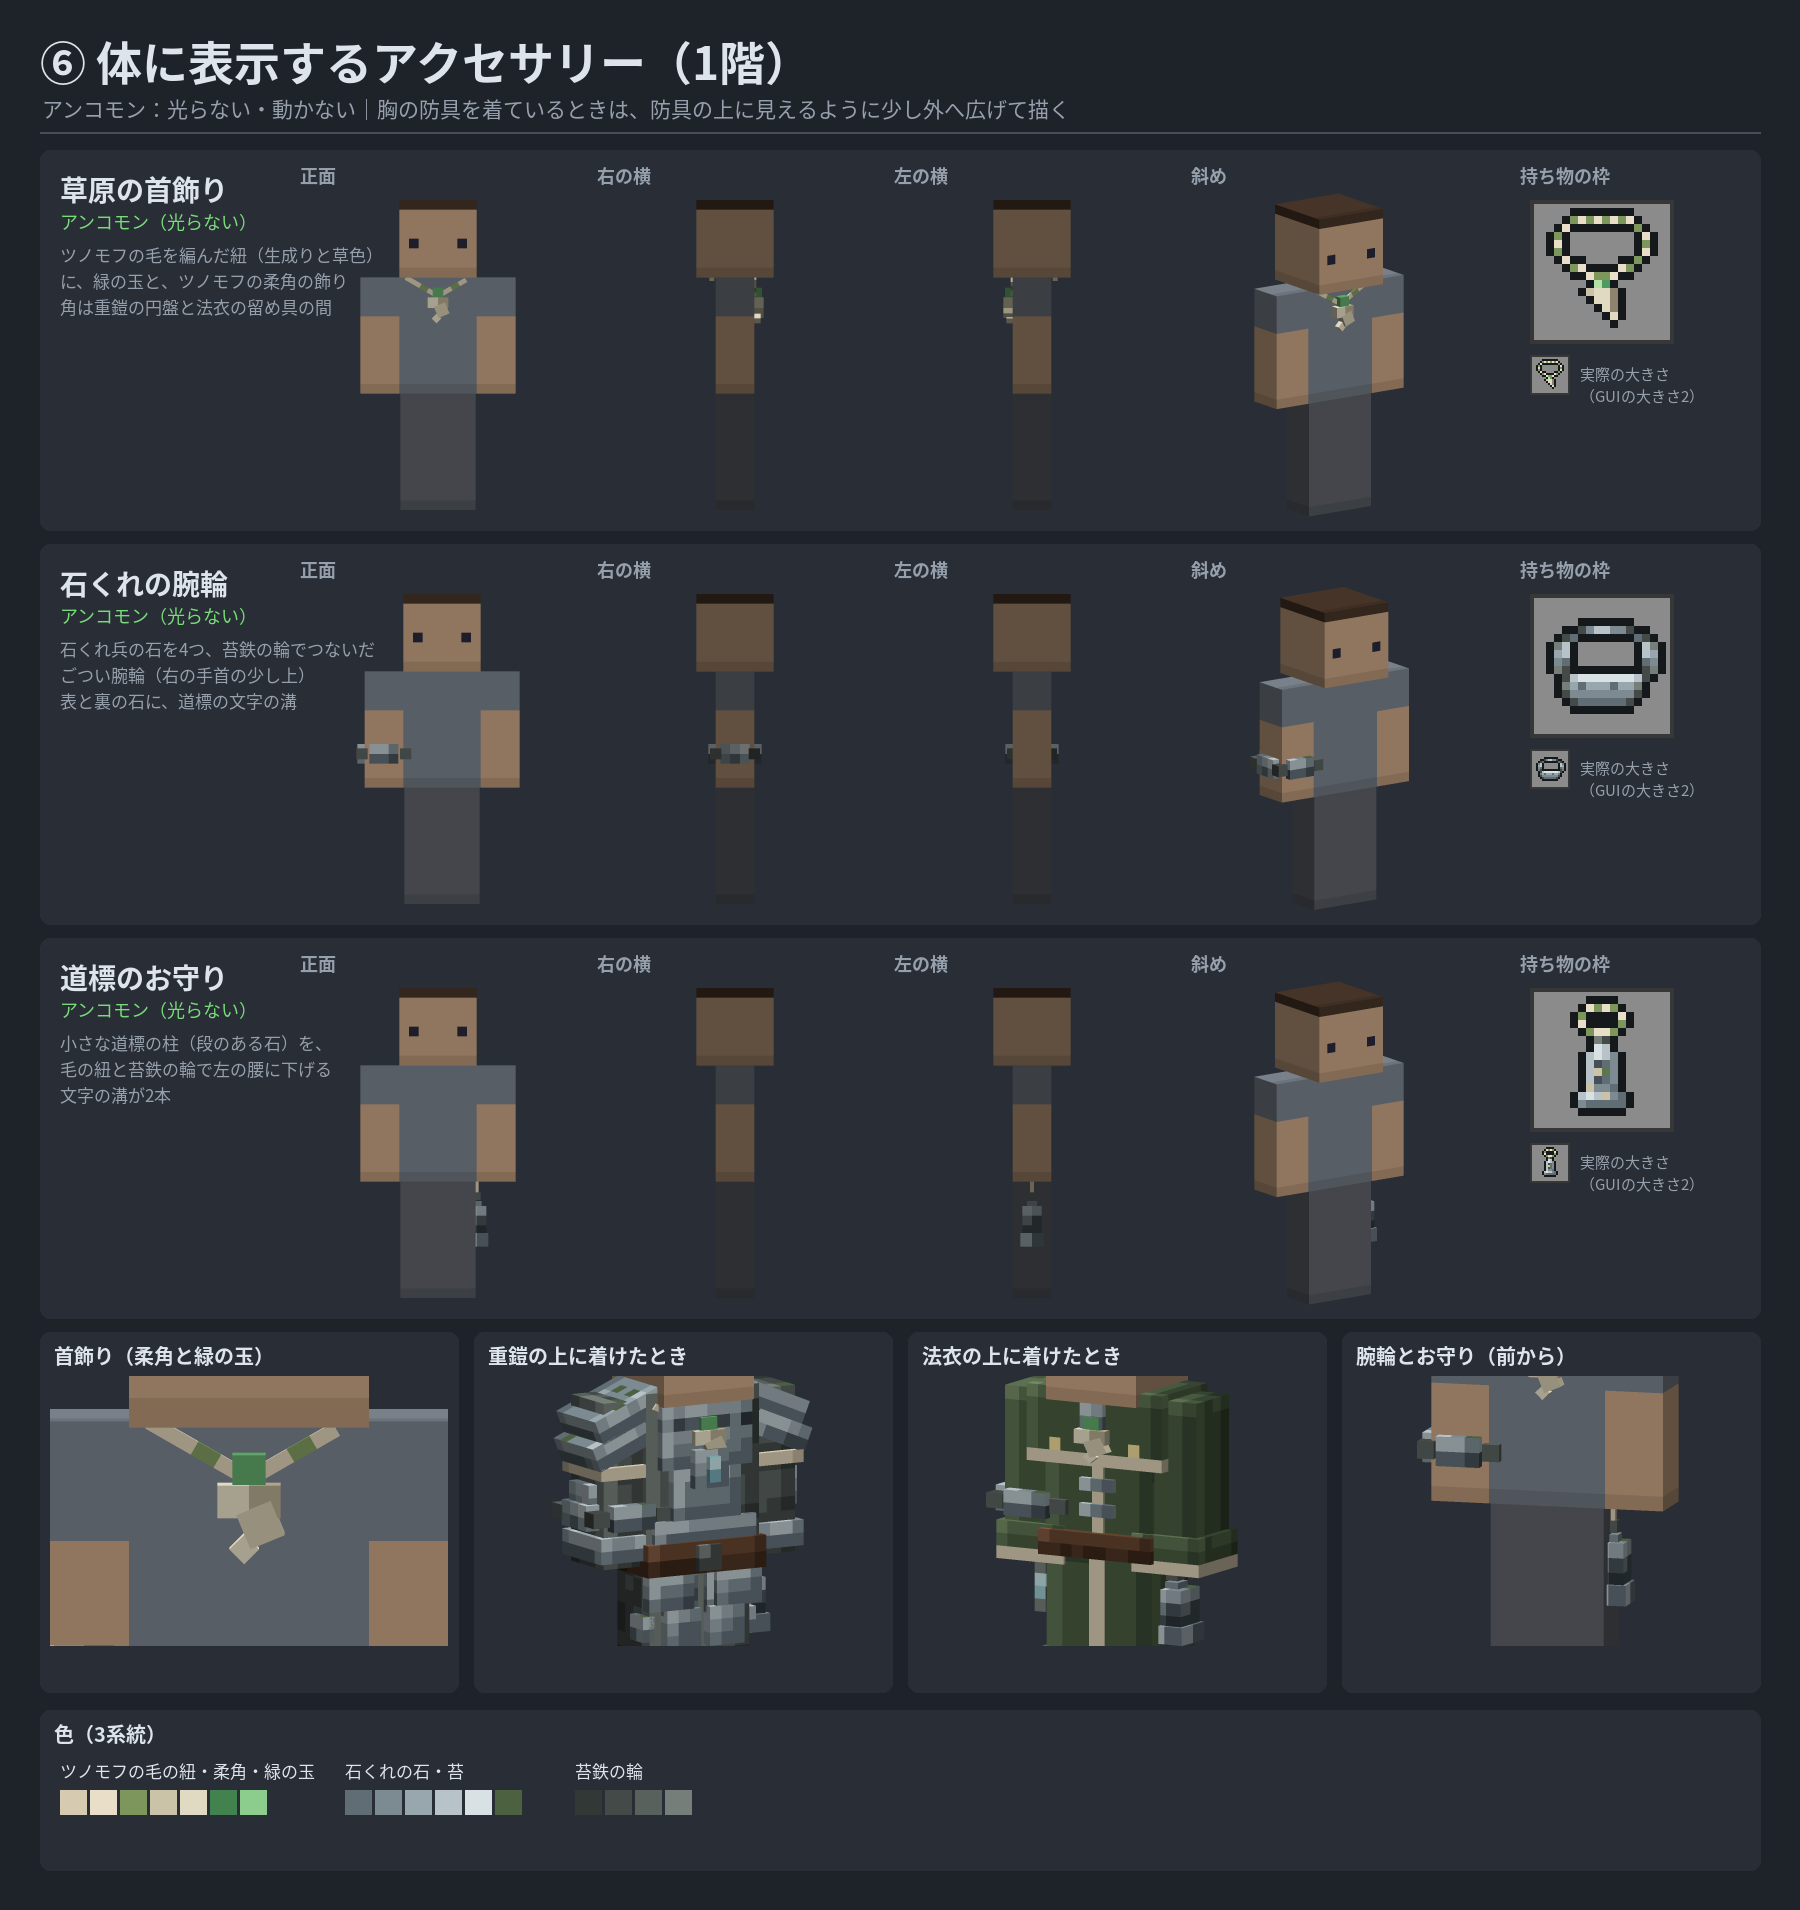 ⑥ 体に表示するアクセサリー（1階）
アンコモン：光らない・動かない｜胸の防具を着ているときは、防具の上に見えるように少し外へ広げて描く
草原の首飾り
アンコモン（光らない）
ツノモフの毛を編んだ紐（生成りと草色）
に、緑の玉と、ツノモフの柔角の飾り
角は重鎧の円盤と法衣の留め具の間
正面
右の横
左の横
斜め
持ち物の枠
実際の大きさ
（GUIの大きさ2）
石くれの腕輪
アンコモン（光らない）
石くれ兵の石を4つ、苔鉄の輪でつないだ
ごつい腕輪（右の手首の少し上）
表と裏の石に、道標の文字の溝
正面
右の横
左の横
斜め
持ち物の枠
実際の大きさ
（GUIの大きさ2）
道標のお守り
アンコモン（光らない）
小さな道標の柱（段のある石）を、
毛の紐と苔鉄の輪で左の腰に下げる
文字の溝が2本
正面
右の横
左の横
斜め
持ち物の枠
実際の大きさ
（GUIの大きさ2）
首飾り（柔角と緑の玉）
重鎧の上に着けたとき
法衣の上に着けたとき
腕輪とお守り（前から）
色（3系統）
ツノモフの毛の紐・柔角・緑の玉
石くれの石・苔
苔鉄の輪